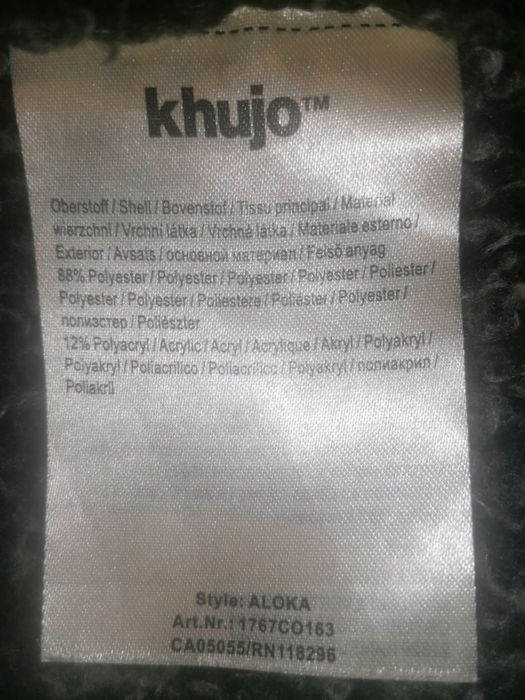 khujo™
Oberstoff / Shell / Bovenstof / Tissu principal / Materiał
wierzchni / Vrchní látka / Vrchné látka / Materiale esterno /
Exterior / Avsats / основной материал / Felsö anyag
88% Polyester / Polyester / Polyester / Polyester / Poliester /
Polyester / Polyester / Poliestere / Poliéster / Polyester /
полиэстер / Poliészter
12% Polyacryl / Acrylic / Acryl / Acrylique / Akryl / Polyakryl /
Polyakryl / Poliacrilico / Poliacrílico / Polyakryl / полиакрил /
Poliakril
Style: ALOKA
Art.Nr.: 1767CO163
CA05055/RN118296